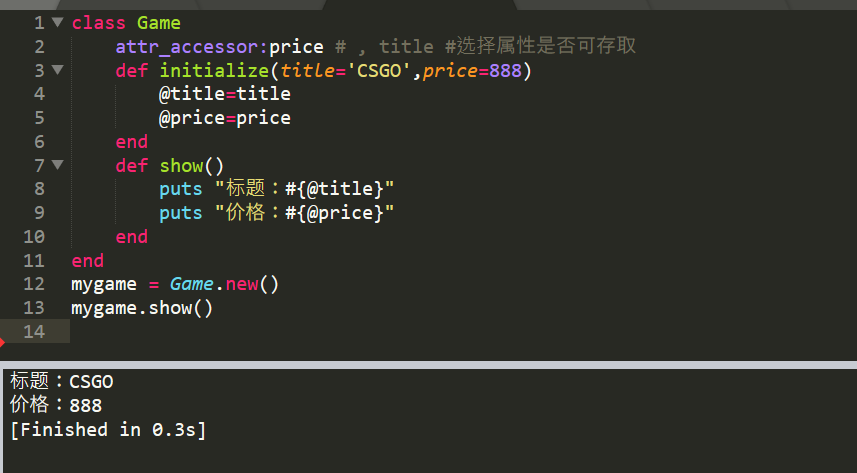 1 class Game
2 attr_accessor:price # , title #选择属性是否可存取
3 def initialize(title='CSGO',price=888)
4 @title=title
5 @price=price
6 end
7 def show()
8 puts "标题：#{@title}"
9 puts "价格：#{@price}"
10 end
11 end
12 mygame = Game.new()
13 mygame.show()
14
标题：CSGO
价格：888
[Finished in 0.3s]